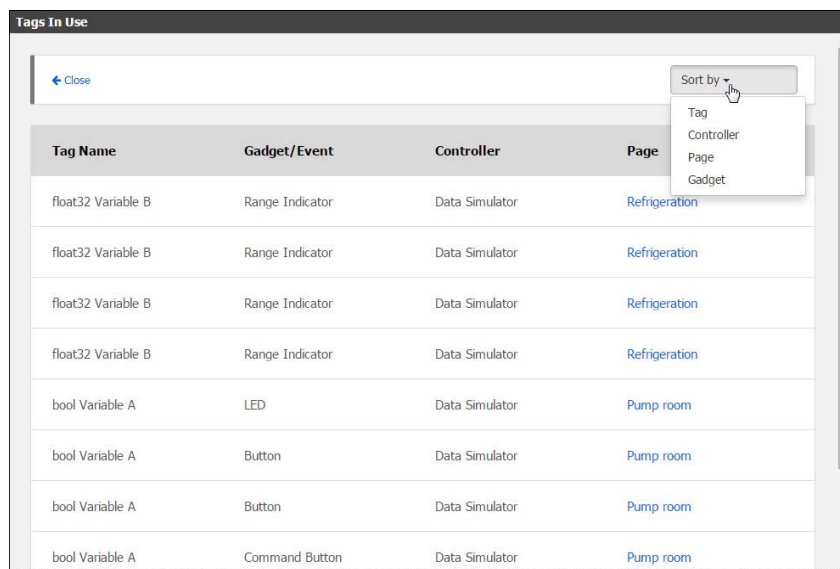 Tags In Use
Close
Sort by
Tag
Controller
Page
Gadget
Tag Name Gadget/Event Controller Page
float32 Variable B Range Indicator Data Simulator Refrigeration
float32 Variable B Range Indicator Data Simulator Refrigeration
float32 Variable B Range Indicator Data Simulator Refrigeration
float32 Variable B Range Indicator Data Simulator Refrigeration
bool Variable A LED Data Simulator Pump room
bool Variable A Button Data Simulator Pump room
bool Variable A Button Data Simulator Pump room
bool Variable A Command Button Data Simulator Pump room